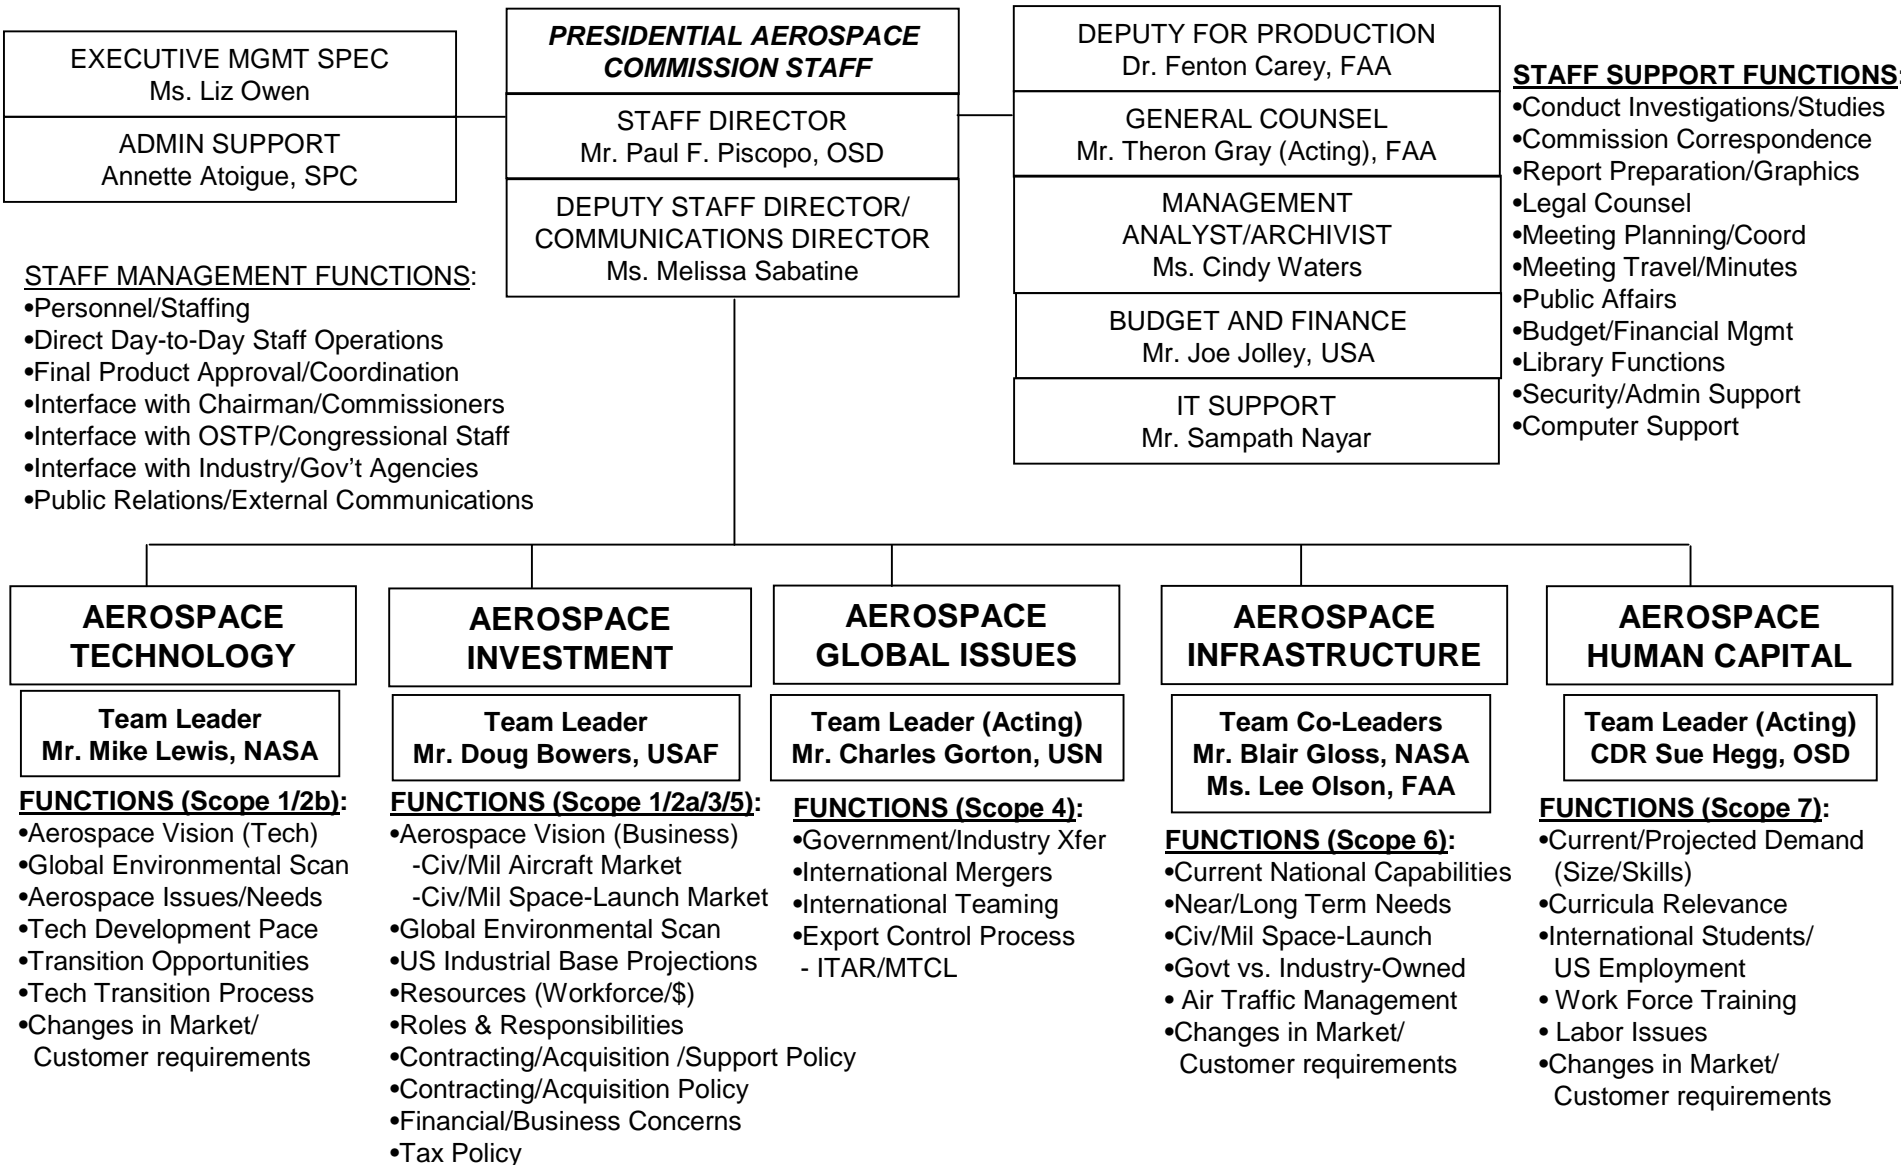 EXECUTIVE MGMT SPEC
Ms. Liz Owen
ADMIN SUPPORT
Annette Atoigue, SPC
PRESIDENTIAL AEROSPACE
COMMISSION STAFF
STAFF DIRECTOR
Mr. Paul F. Piscopo, OSD
DEPUTY STAFF DIRECTOR/
COMMUNICATIONS DIRECTOR
Ms. Melissa Sabatine
DEPUTY FOR PRODUCTION
Dr. Fenton Carey, FAA
GENERAL COUNSEL
Mr. Theron Gray (Acting), FAA
MANAGEMENT
ANALYST/ARCHIVIST
Ms. Cindy Waters
BUDGET AND FINANCE
Mr. Joe Jolley, USA
IT SUPPORT
Mr. Sampath Nayar
STAFF SUPPORT FUNCTIONS:
•Conduct Investigations/Studies
•Commission Correspondence
•Report Preparation/Graphics
•Legal Counsel
•Meeting Planning/Coord
•Meeting Travel/Minutes
•Public Affairs
•Budget/Financial Mgmt
•Library Functions
•Security/Admin Support
•Computer Support
STAFF MANAGEMENT FUNCTIONS:
•Personnel/Staffing
•Direct Day-to-Day Staff Operations
•Final Product Approval/Coordination
•Interface with Chairman/Commissioners
•Interface with OSTP/Congressional Staff
•Interface with Industry/Gov’t Agencies
•Public Relations/External Communications
AEROSPACE
TECHNOLOGY
Team Leader
Mr. Mike Lewis, NASA
FUNCTIONS (Scope 1/2b):
•Aerospace Vision (Tech)
•Global Environmental Scan
•Aerospace Issues/Needs
•Tech Development Pace
•Transition Opportunities
•Tech Transition Process
•Changes in Market/
Customer requirements
AEROSPACE
INVESTMENT
Team Leader
Mr. Doug Bowers, USAF
FUNCTIONS (Scope 1/2a/3/5):
•Aerospace Vision (Business)
-Civ/Mil Aircraft Market
-Civ/Mil Space-Launch Market
•Global Environmental Scan
•US Industrial Base Projections
•Resources (Workforce/$)
•Roles & Responsibilities
•Contracting/Acquisition /Support Policy
•Contracting/Acquisition Policy
•Financial/Business Concerns
•Tax Policy
AEROSPACE
GLOBAL ISSUES
Team Leader (Acting)
Mr. Charles Gorton, USN
FUNCTIONS (Scope 4):
•Government/Industry Xfer
•International Mergers
•International Teaming
•Export Control Process
- ITAR/MTCL
AEROSPACE
INFRASTRUCTURE
Team Co-Leaders
Mr. Blair Gloss, NASA
Ms. Lee Olson, FAA
FUNCTIONS (Scope 6):
•Current National Capabilities
•Near/Long Term Needs
•Civ/Mil Space-Launch
•Govt vs. Industry-Owned
• Air Traffic Management
•Changes in Market/
Customer requirements
AEROSPACE
HUMAN CAPITAL
Team Leader (Acting)
CDR Sue Hegg, OSD
FUNCTIONS (Scope 7):
•Current/Projected Demand
(Size/Skills)
•Curricula Relevance
•International Students/
US Employment
• Work Force Training
• Labor Issues
•Changes in Market/
Customer requirements